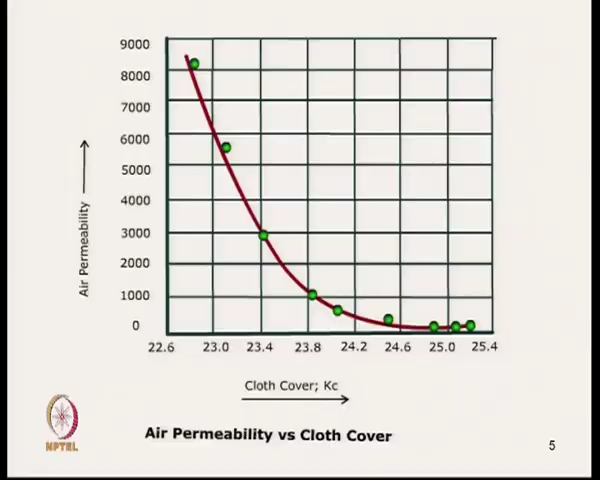 9000
8000
7000
6000
5000
4000
3000
2000
1000
0
Air Permeability
22.6 23.0 23.4 23.8 24.2 24.6 25.0 25.4
Cloth Cover; Kc
Air Permeability vs Cloth Cover
NPTEL
5